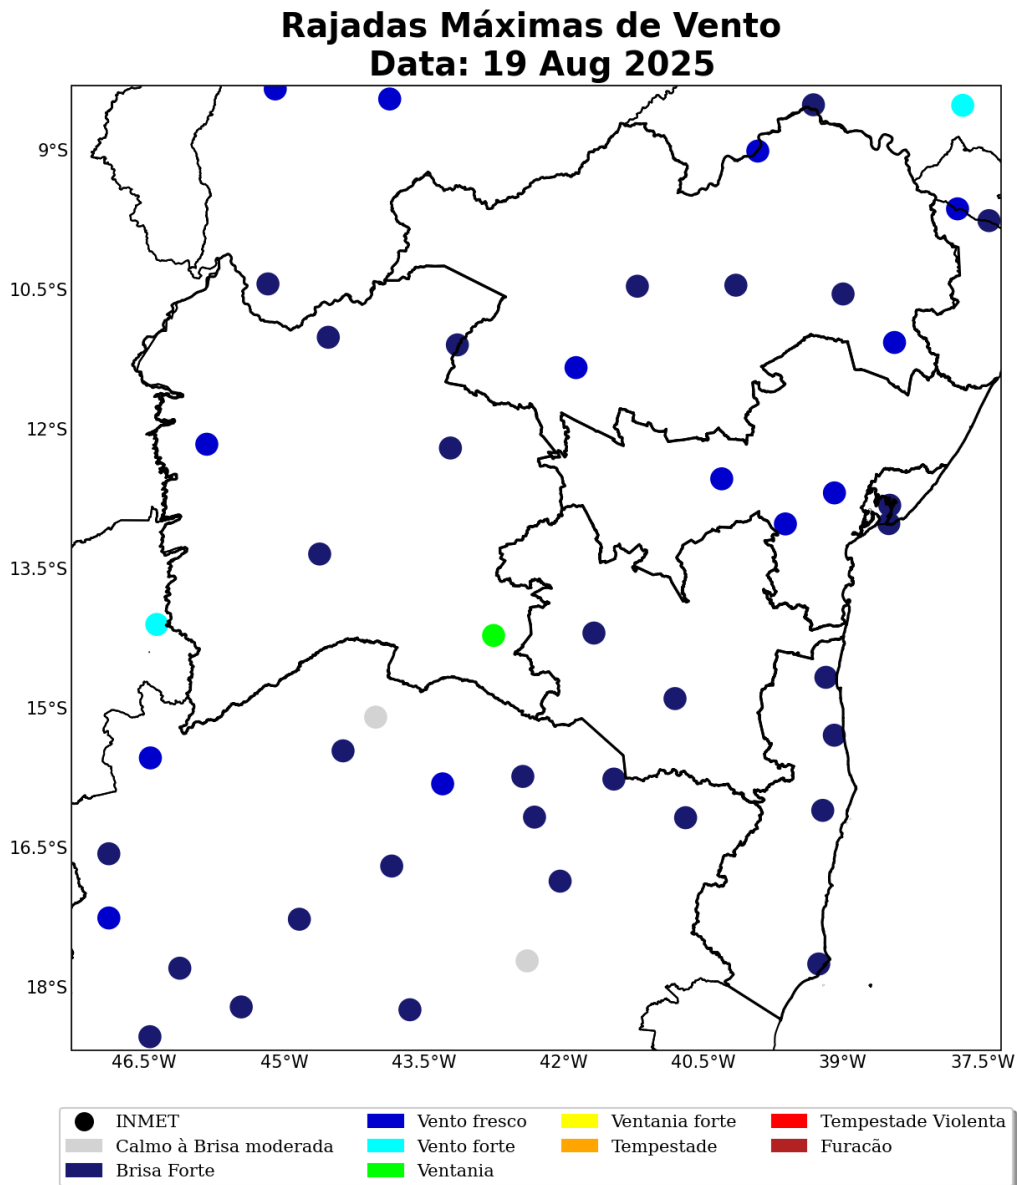 Rajadas Máximas de Vento
Data: 19 Aug 2025
9°S
10.5°S
12°S
13.5°S
15°S
16.5°S
18°S
46.5°W 45°W 43.5°W 42°W 40.5°W 39°W 37.5°W
INMET
Calmo à Brisa moderada
Brisa Forte
Vento fresco
Vento forte
Ventania
Ventania forte
Tempestade
Tempestade Violenta
Furacão